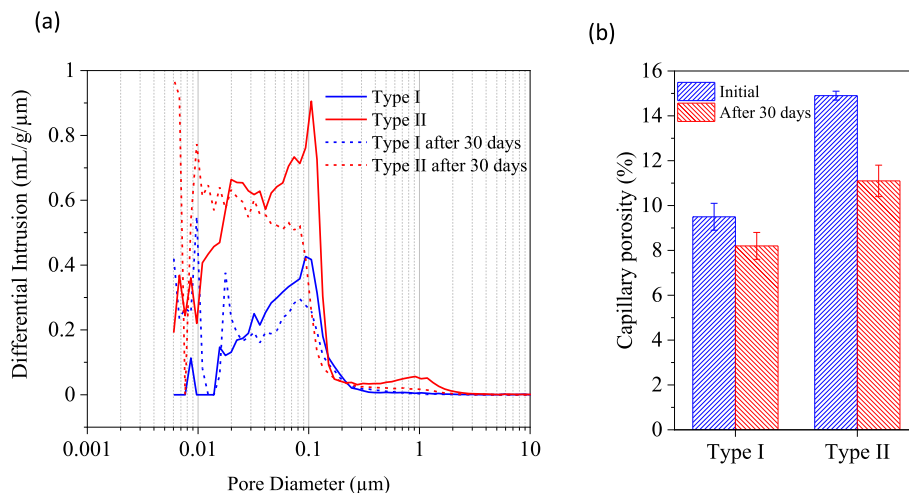 (a)
Differential Intrusion (mL/g/µm)
1
0.8
0.6
0.4
0.2
0
0.001
0.01
0.1
1
10
Pore Diameter (µm)
Type I
Type II
Type I after 30 days
Type II after 30 days
(b)
Capillary porosity (%)
16
14
12
10
8
6
4
2
0
Initial
After 30 days
Type I
Type II